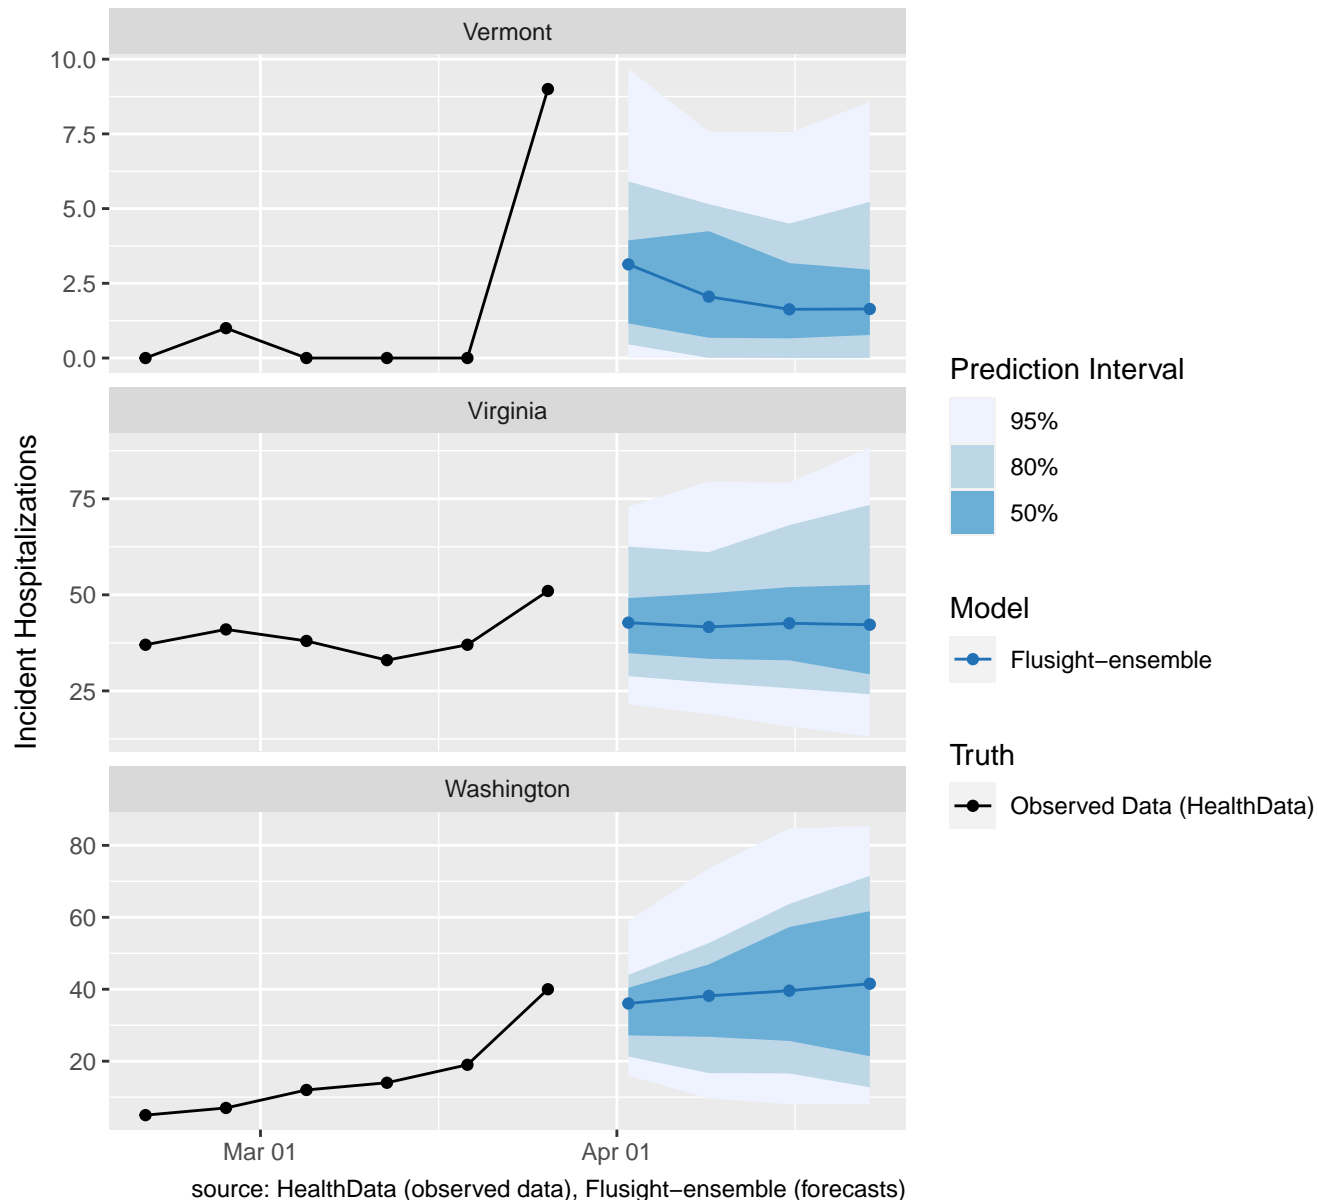 Vermont
10.0
7.5
5.0
2.5
0.0
Virginia
75
50
25
Washington
80
60
40
20
Mar 01
Apr 01
Incident Hospitalizations
source: HealthData (observed data), Flusight−ensemble (forecasts)
Prediction Interval
95%
80%
50%
Model
Flusight−ensemble
Truth
Observed Data (HealthData)